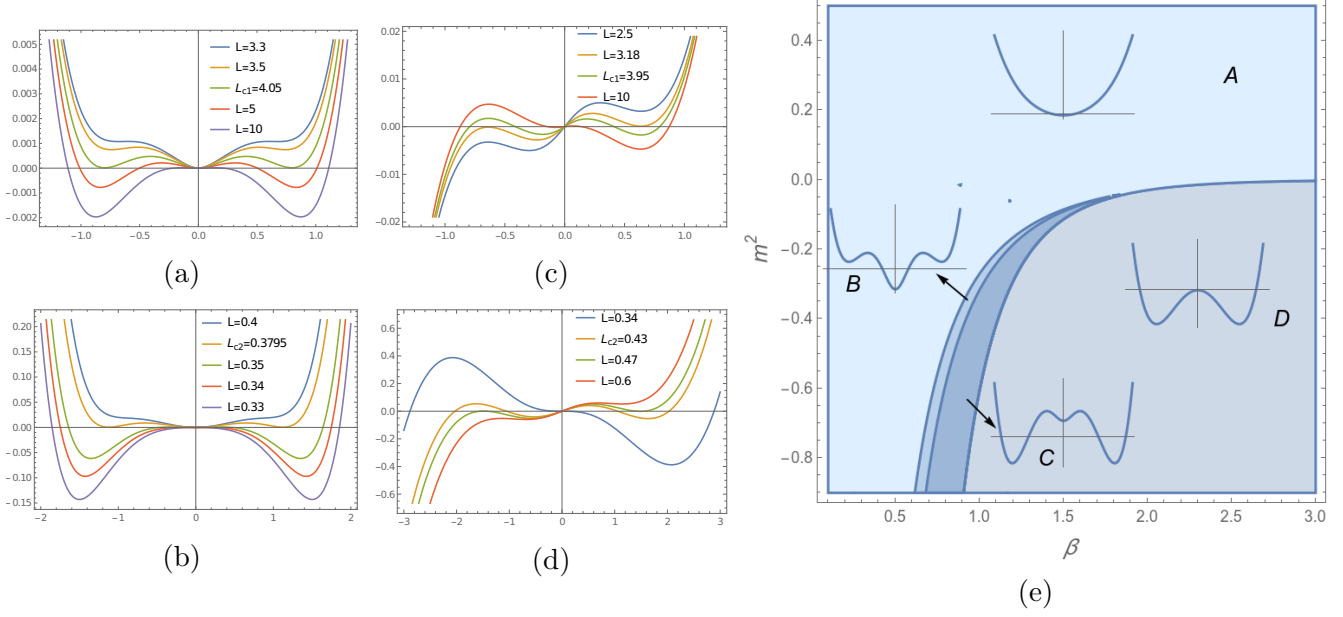 L=3.3
L=3.5
Lc1=4.05
L=5
L=10
0.005
0.004
0.003
0.002
0.001
0.000
−0.001
−0.002
−1.0
−0.5
0.0
0.5
1.0
(a)
L=2.5
L=3.18
Lc1=3.95
L=10
0.02
0.01
0.00
−0.01
−0.02
−1.0
−0.5
0.0
0.5
1.0
(c)
L=0.4
Lc2=0.3795
L=0.35
L=0.34
L=0.33
0.20
0.15
0.10
0.05
0.00
−0.05
−0.10
−0.15
−2
−1
0
1
2
(b)
L=0.34
Lc2=0.43
L=0.47
L=0.6
0.6
0.4
0.2
0.0
−0.2
−0.4
−0.6
−3
−2
−1
0
1
2
3
(d)
0.4
0.2
0.0
−0.2
−0.4
−0.6
−0.8
m²
A
B
C
D
0.5
1.0
1.5
2.0
2.5
3.0
β
(e)